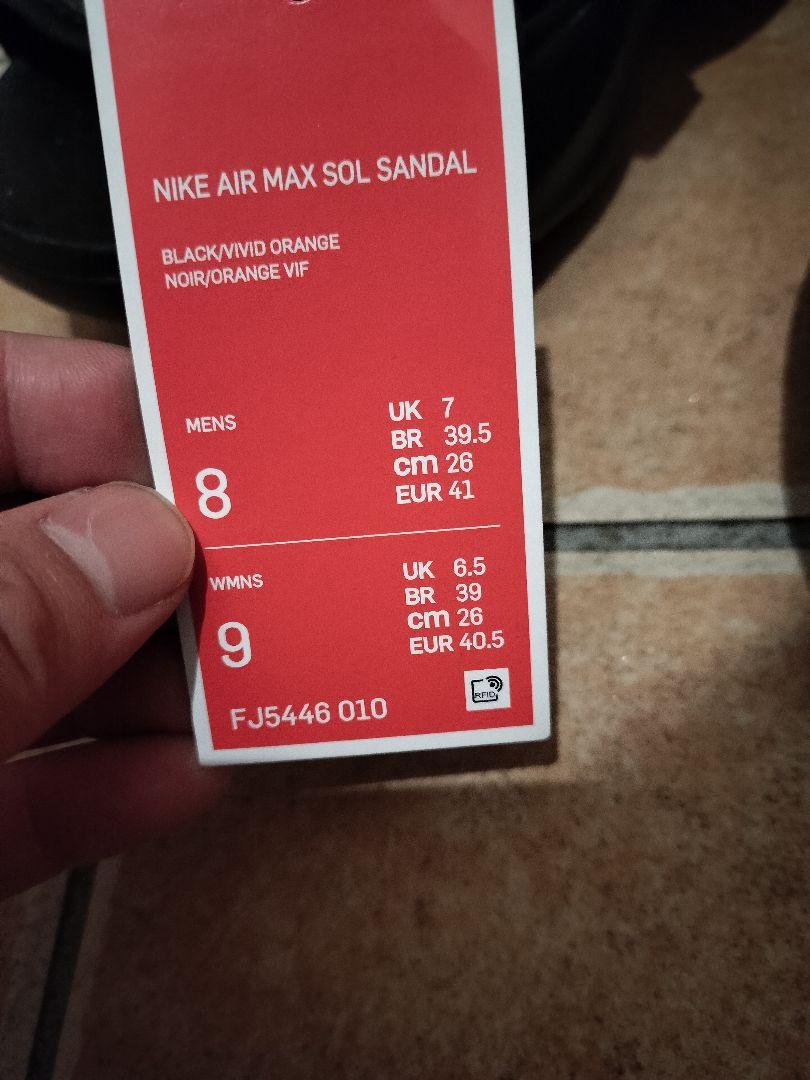 NIKE AIR MAX SOL SANDAL
BLACK/VIVID ORANGE
NOIR/ORANGE VIF
MENS
8
UK 7
BR 39.5
cm 26
EUR 41
WMNS
9
UK 6.5
BR 39
cm 26
EUR 40.5
FJ5446 010
RFID